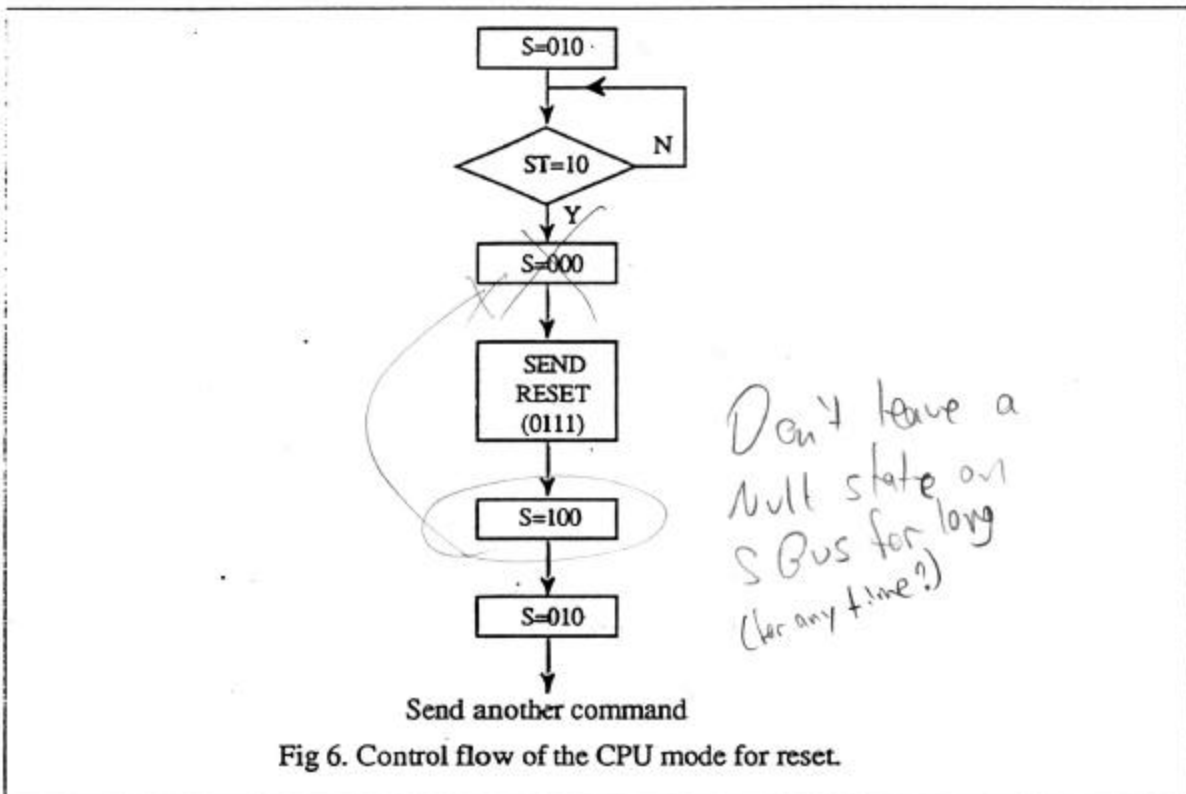 S=010
ST=10
N
Y
S=000
SEND
RESET
(0111)
S=100
S=010
Don't leave a
Null state on
S Bus for long
(for any time?)
Send another command
Fig 6. Control flow of the CPU mode for reset.